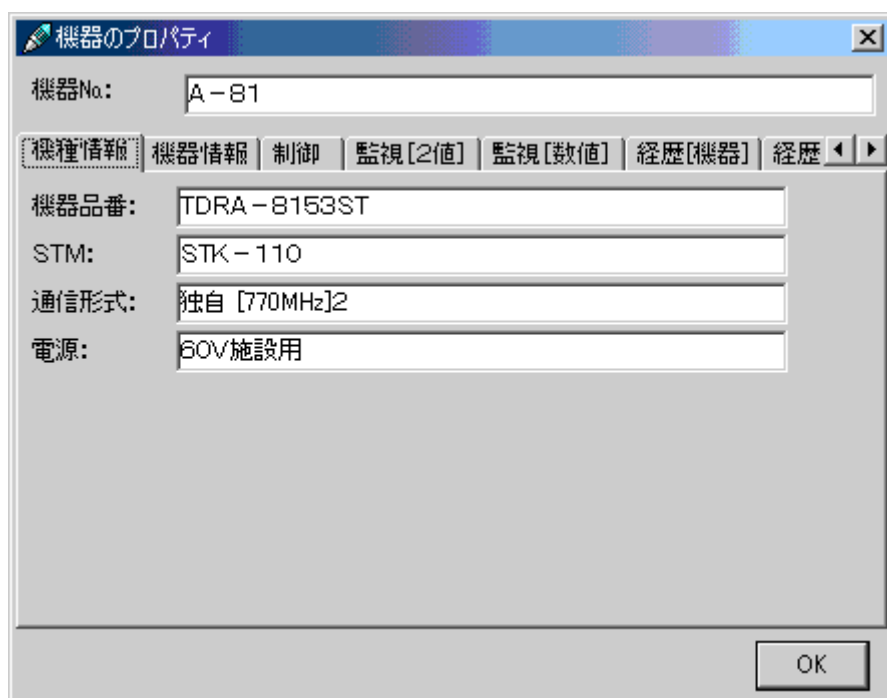 機器のプロパティ
機器No.: A－81
機種情報 機器情報 制御 監視[2値] 監視[数値] 経歴[機器] 経歴
機器品番: TDRA－8153ST
STM: STK－110
通信形式: 独自 [770MHz]2
電源: 60V施設用
OK